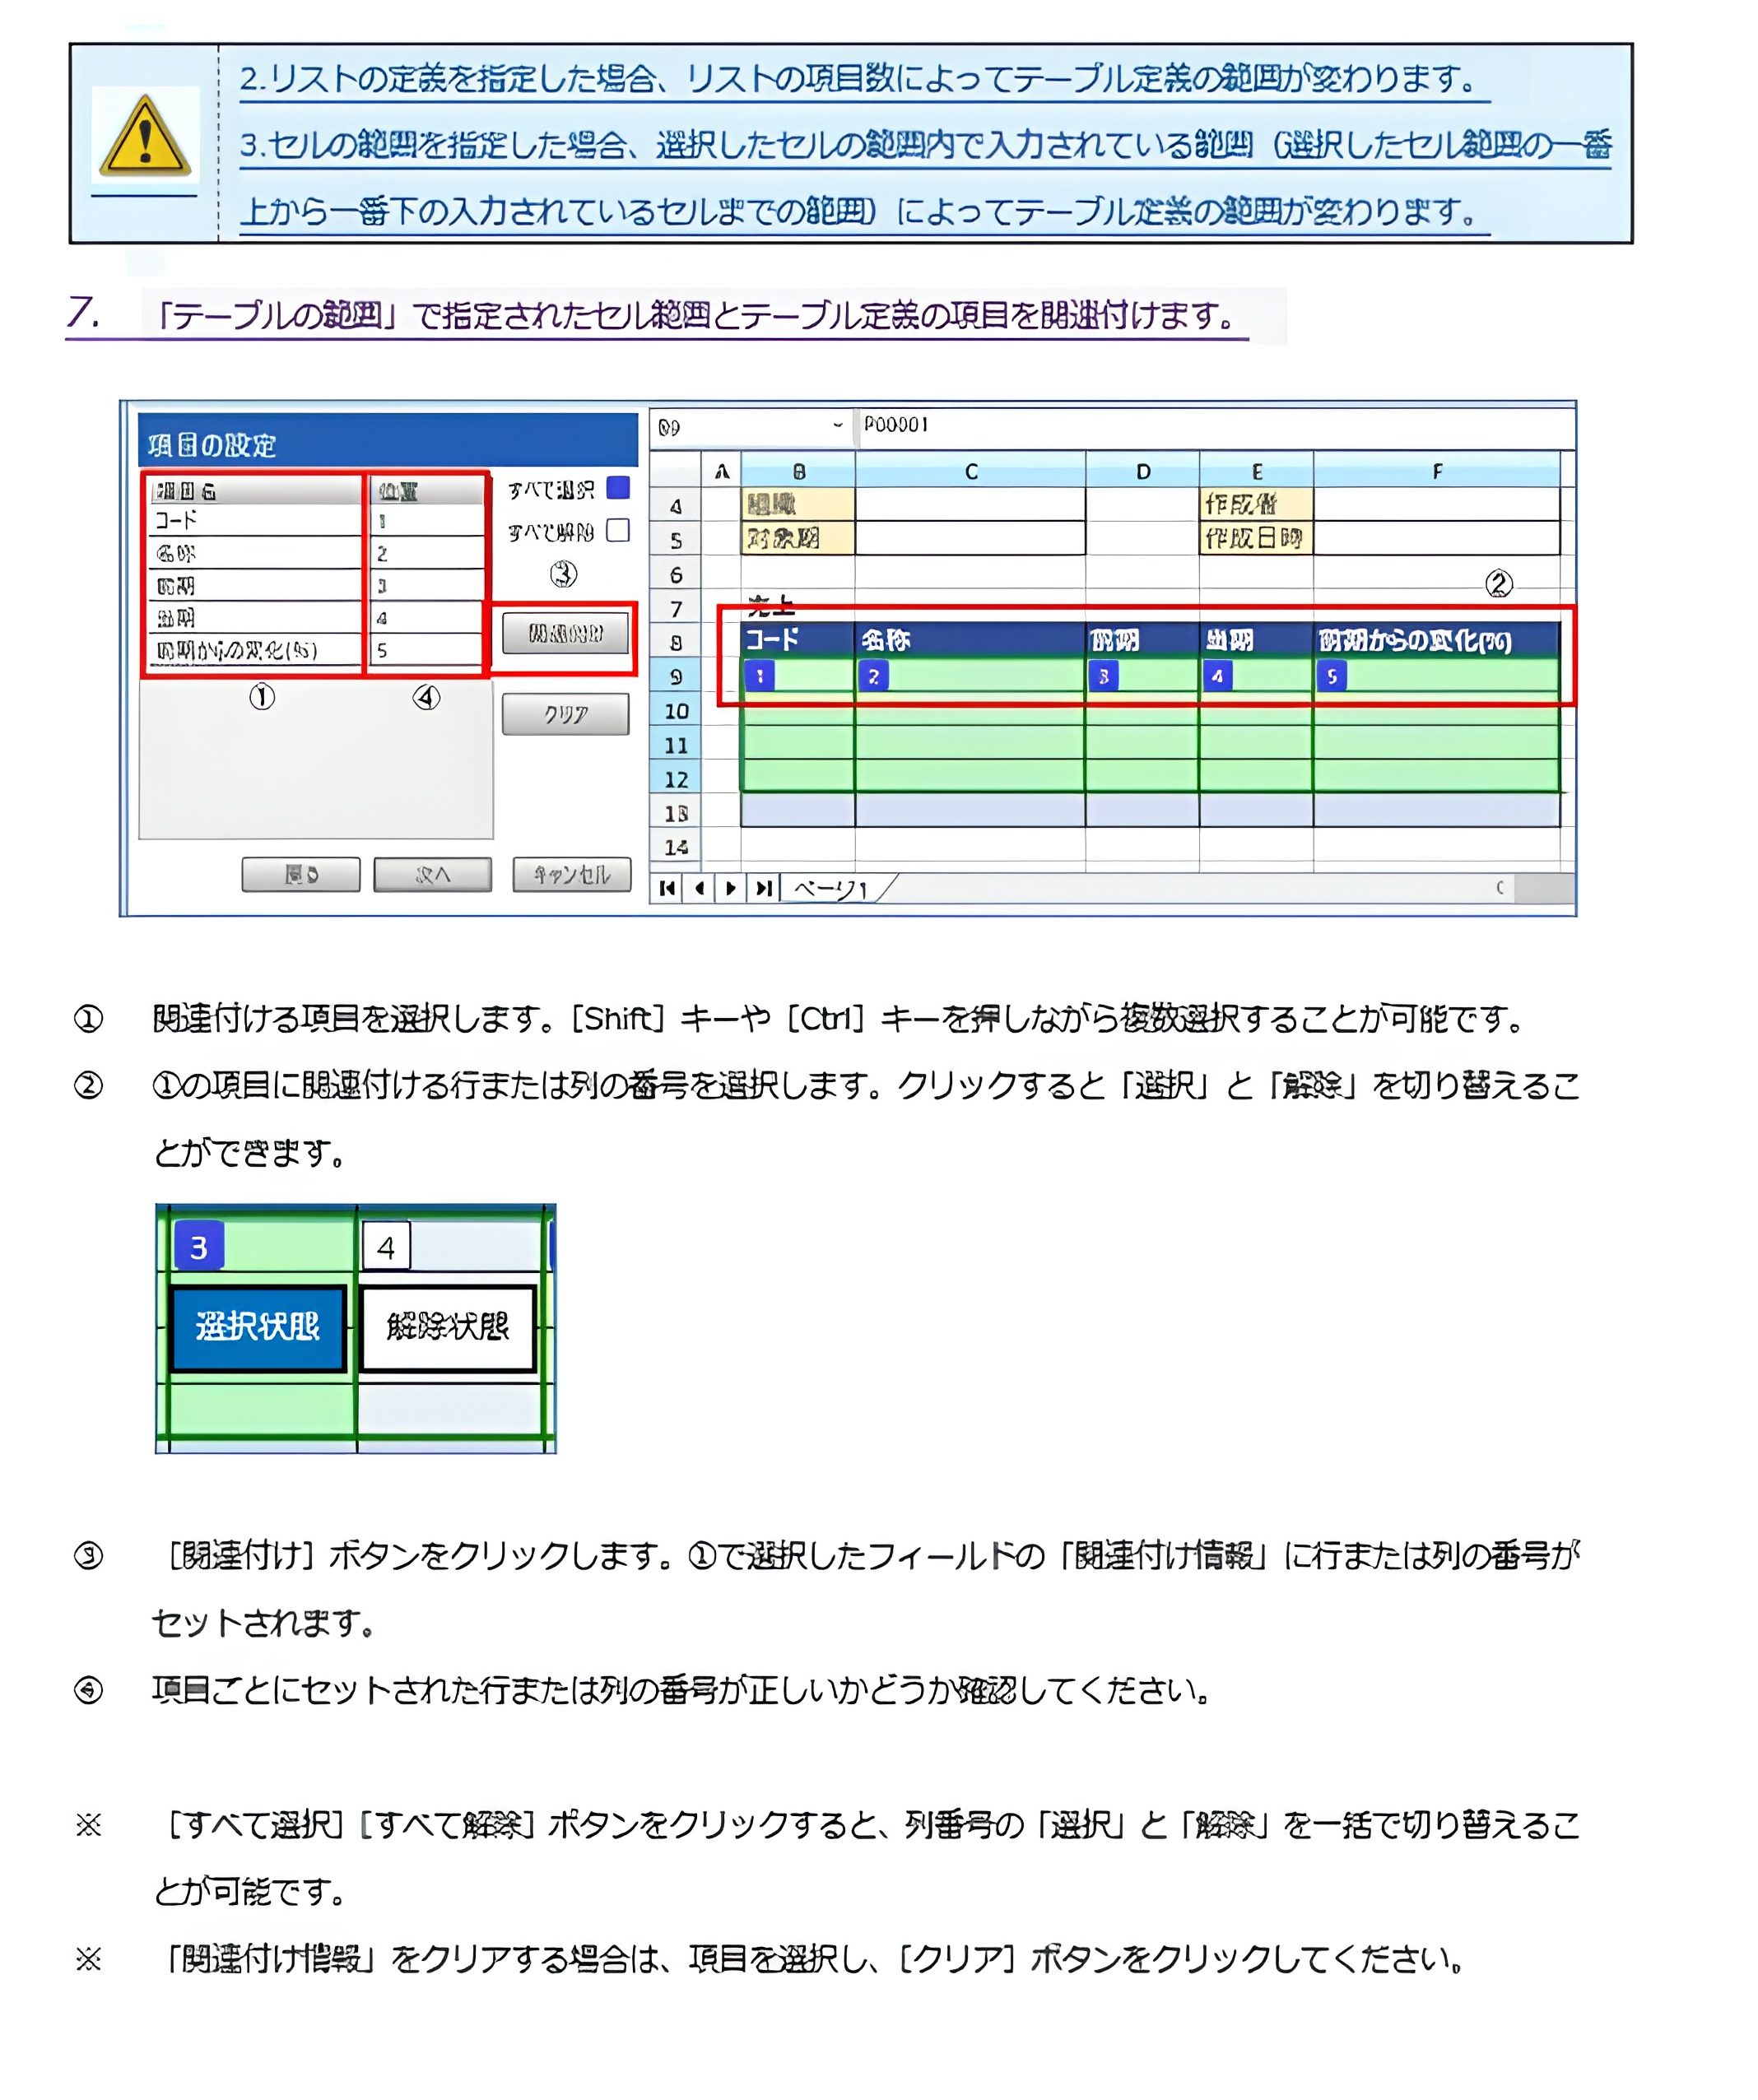 2.リストの定義を指定した場合、リストの項目数によってテーブル定義の範囲が変わります。
3.セルの範囲を指定した場合、選択したセルの範囲内で入力されている範囲（選択したセル範囲の一番
上から一番下の入力されているセルまでの範囲）によってテーブル定義の範囲が変わります。
7. 「テーブルの範囲」で指定されたセル範囲とテーブル定義の項目を関連付けます。
項目の設定
項目名 位置
コード 1
名称 2
前期 3
当期 4
前期からの変化(%) 5
① ④
すべて選択
すべて解除
③
関連付け
クリア
戻る 次へ キャンセル
B9 P00001
A B C D E F
4 組織 作成者
5 対象期 作成日時
6 ②
7 売上
8 コード 名称 前期 当期 前期からの変化(%)
9 1 2 3 4 5
10
11
12
13
14
ページ1
① 関連付ける項目を選択します。［Shift］キーや［Ctrl］キーを押しながら複数選択することが可能です。
② ①の項目に関連付ける行または列の番号を選択します。クリックすると「選択」と「解除」を切り替えるこ
とができます。
3 4
選択状態 解除状態
③ ［関連付け］ボタンをクリックします。①で選択したフィールドの「関連付け情報」に行または列の番号が
セットされます。
④ 項目ごとにセットされた行または列の番号が正しいかどうか確認してください。
※ ［すべて選択］［すべて解除］ボタンをクリックすると、列番号の「選択」と「解除」を一括で切り替えるこ
とが可能です。
※ 「関連付け情報」をクリアする場合は、項目を選択し、［クリア］ボタンをクリックしてください。